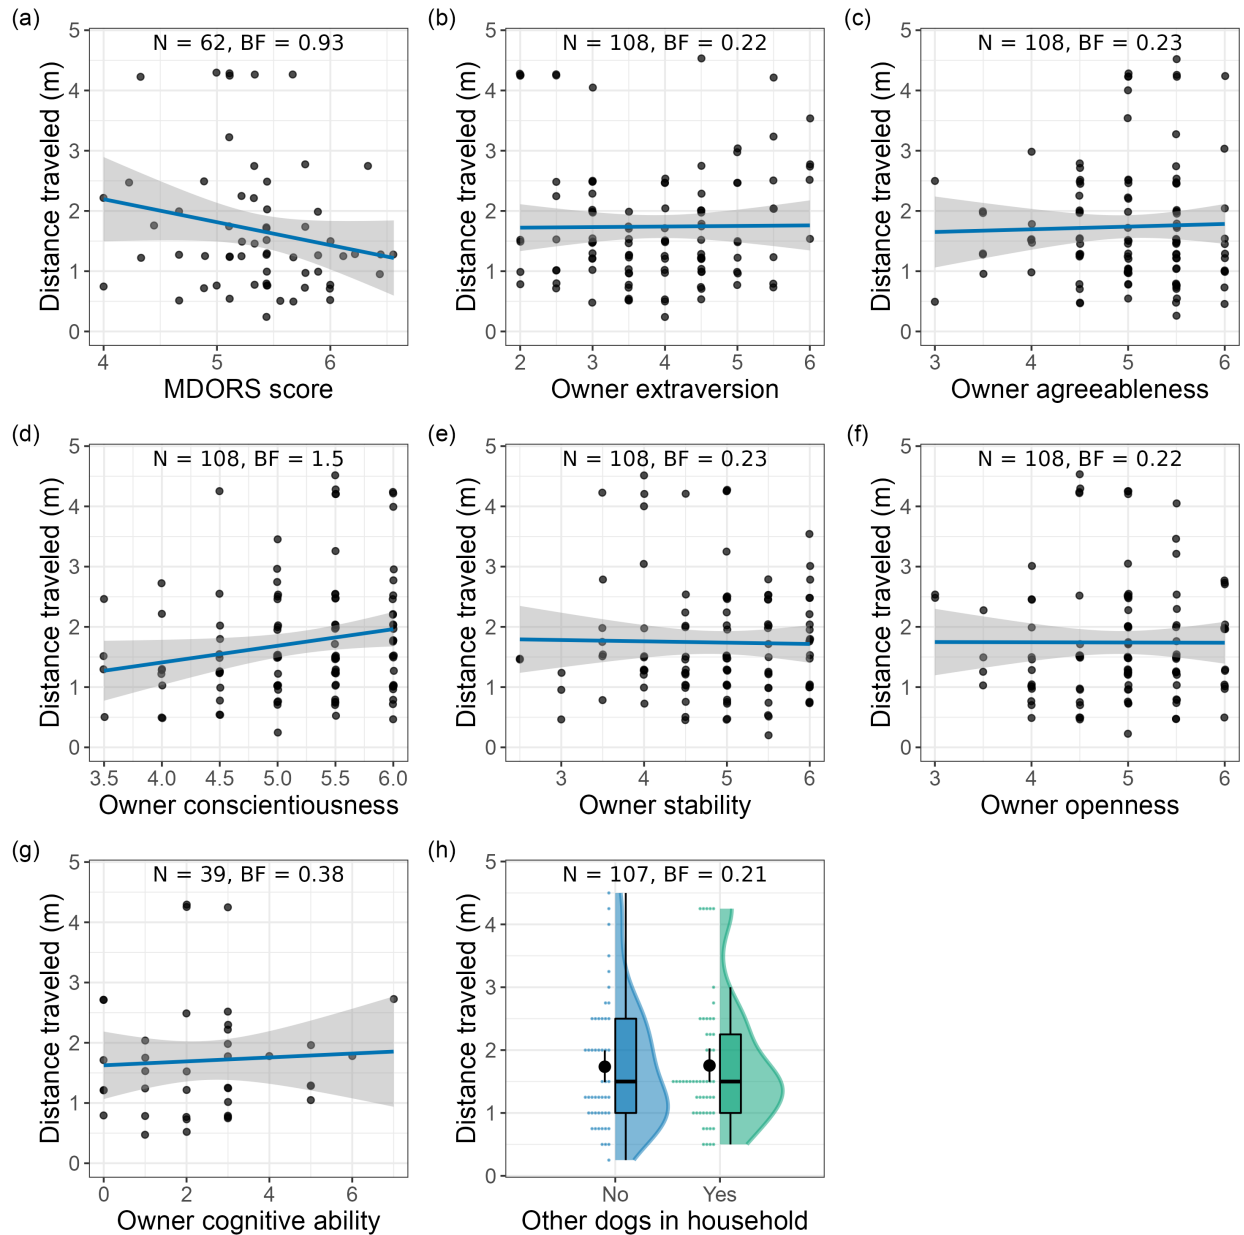 (a)
N = 62, BF = 0.93
Distance traveled (m)
5
4
3
2
1
0
4 5 6
MDORS score
(b)
N = 108, BF = 0.22
Distance traveled (m)
5
4
3
2
1
0
2 3 4 5 6
Owner extraversion
(c)
N = 108, BF = 0.23
Distance traveled (m)
5
4
3
2
1
0
3 4 5 6
Owner agreeableness
(d)
N = 108, BF = 1.5
Distance traveled (m)
5
4
3
2
1
0
3.5 4.0 4.5 5.0 5.5 6.0
Owner conscientiousness
(e)
N = 108, BF = 0.23
Distance traveled (m)
5
4
3
2
1
0
3 4 5 6
Owner stability
(f)
N = 108, BF = 0.22
Distance traveled (m)
5
4
3
2
1
0
3 4 5 6
Owner openness
(g)
N = 39, BF = 0.38
Distance traveled (m)
5
4
3
2
1
0
0 2 4 6
Owner cognitive ability
(h)
N = 107, BF = 0.21
Distance traveled (m)
5
4
3
2
1
0
No Yes
Other dogs in household